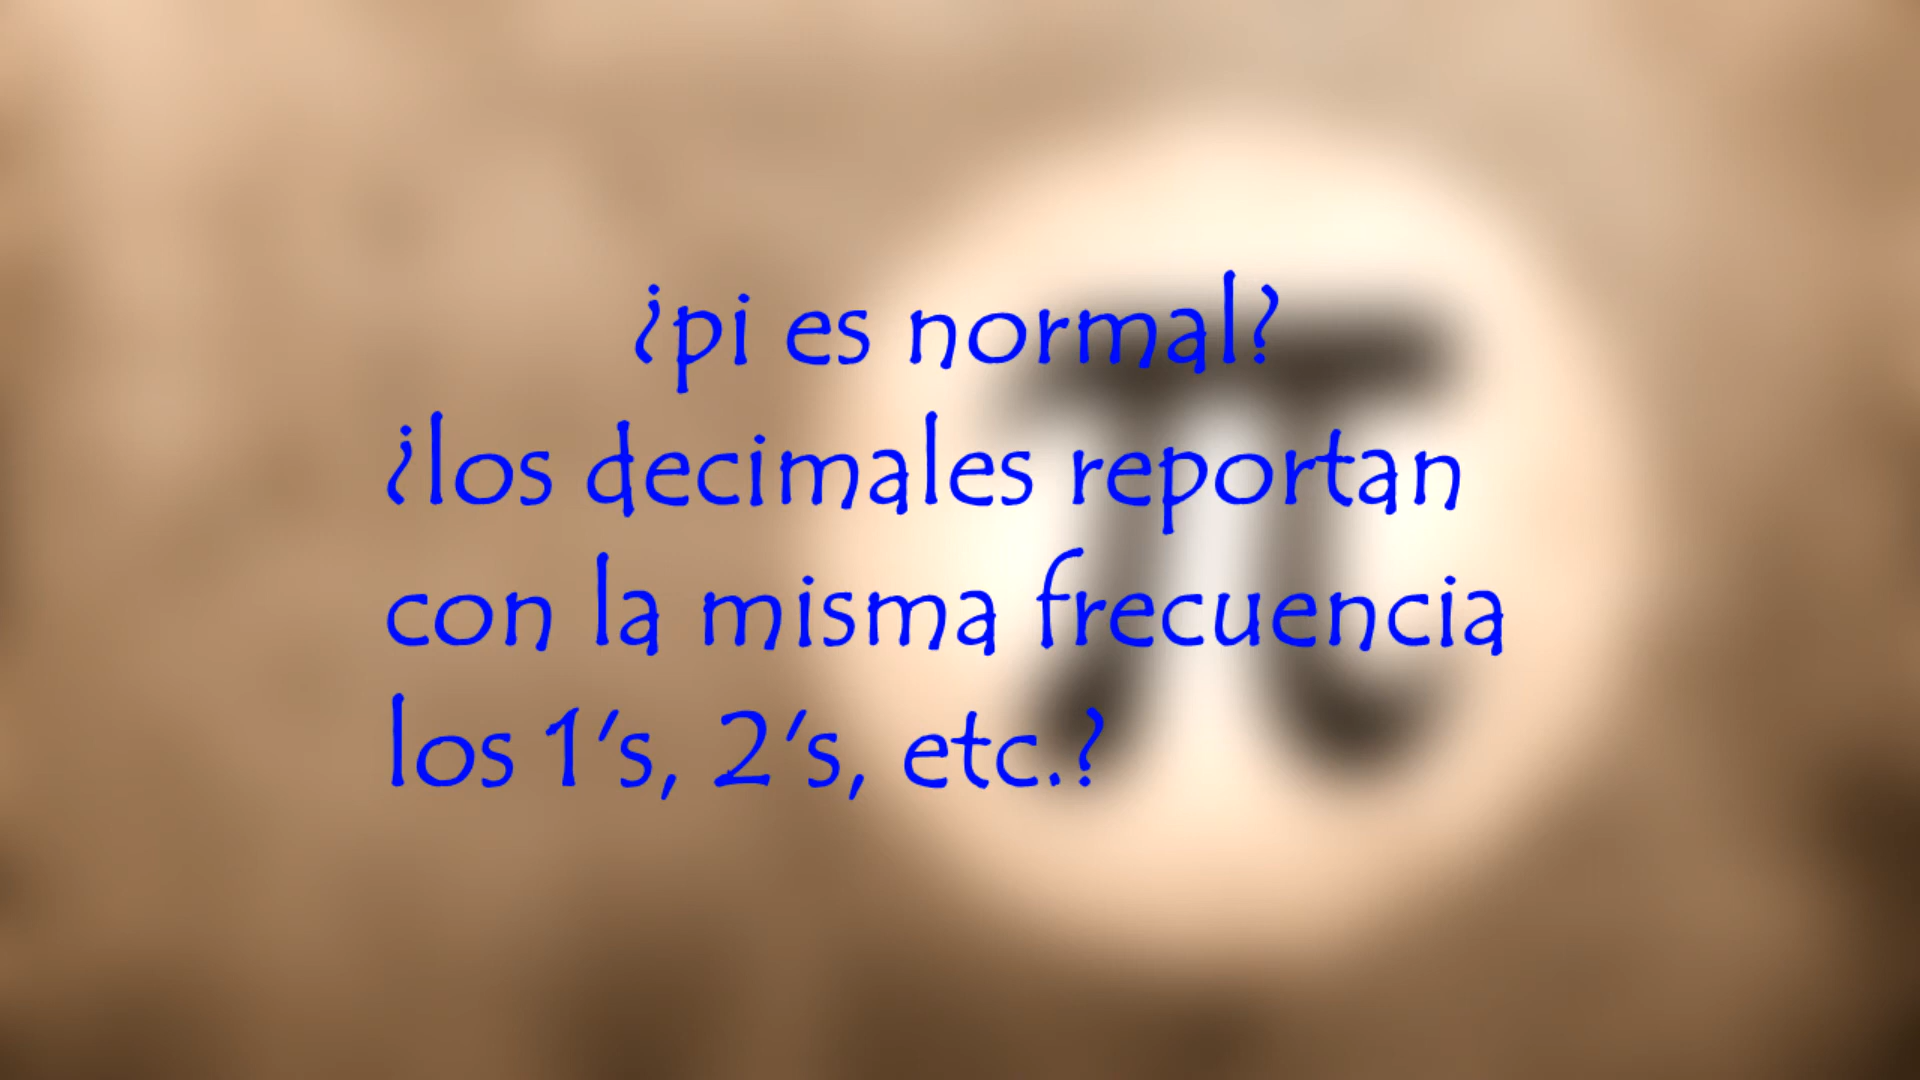 ¿pi es normal?
¿los decimales reportan
con la misma frecuencia
los 1's, 2's, etc.?
π